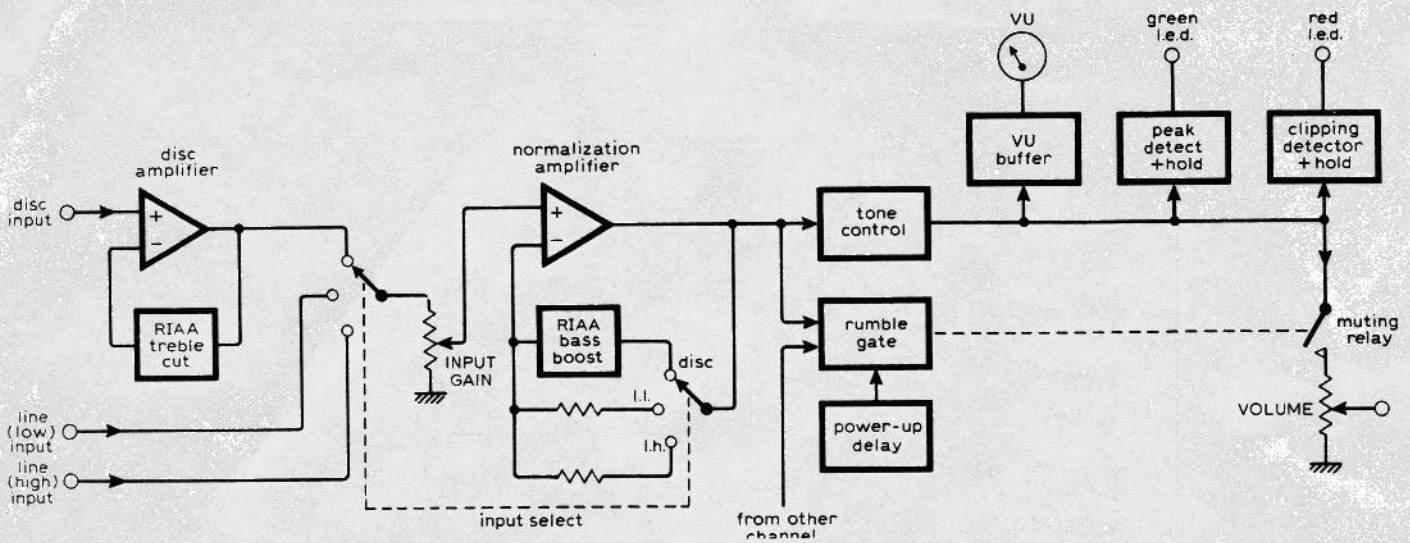 VU
green
l.e.d.
red
l.e.d.
disc
amplifier
normalization
amplifier
VU
buffer
peak
detect
+hold
clipping
detector
+ hold
disc
input
+
−
+
−
tone
control
RIAA
treble
cut
INPUT
GAIN
RIAA
bass
boost
disc
rumble
gate
muting
relay
l.l.
l.h.
power-up
delay
VOLUME
line
(low)
input
line
(high)
input
input select
from other
channel